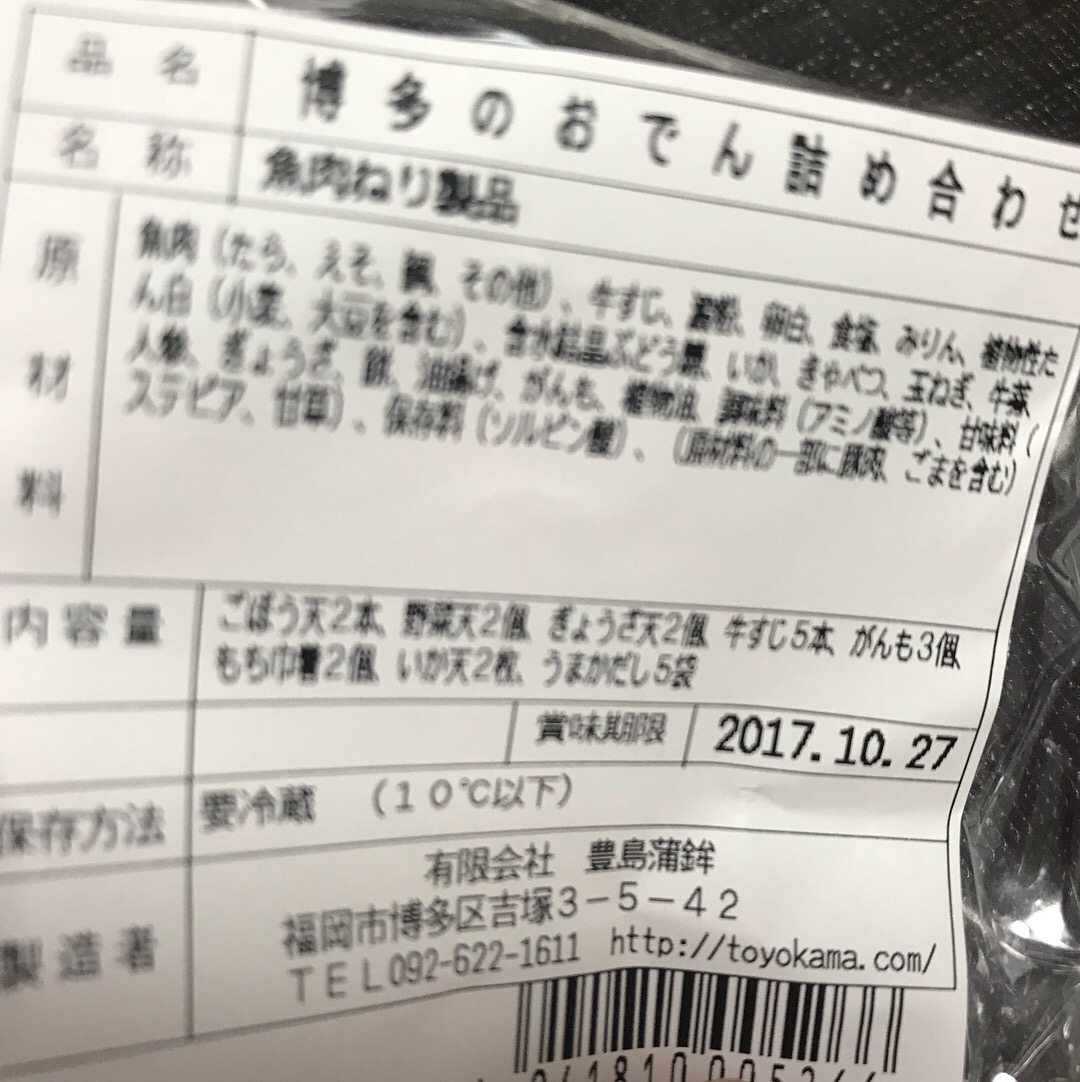 品名 博多のおでん詰め合わせ
名称 魚肉ねり製品
原材料 魚肉（たら、えそ、鯛、その他）、牛すじ、澱粉、卵白、食塩、みりん、植物性た
ん白（小麦、大豆を含む）、含水結晶ぶどう糖、いか、きゃべつ、玉ねぎ、牛蒡
人参、ぎょうざ、餅、油揚げ、がんも、植物油、調味料（アミノ酸等）、甘味料（
ステビア、甘草）、保存料（ソルビン酸）、（原材料の一部に豚肉、ごまを含む）
内容量 ごぼう天2本、野菜天2個、ぎょうざ天2個、牛すじ5本、がんも3個、
もち巾着2個、いか天2枚、うまかだし5袋
賞味期限 2017.10.27
保存方法 要冷蔵 （10℃以下）
製造者 有限会社 豊島蒲鉾
福岡市博多区吉塚3－5－42
TEL092-622-1611 http://toyokama.com/